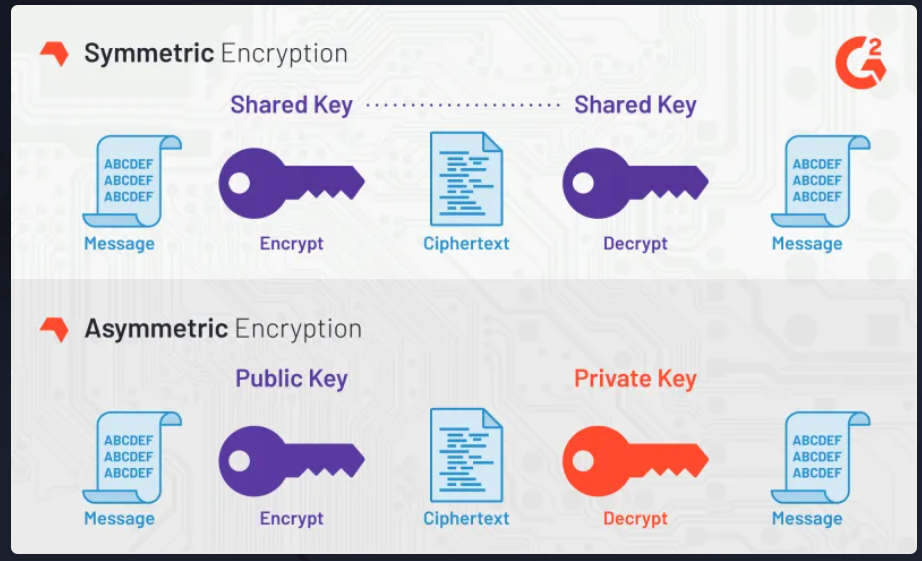 Symmetric Encryption
G2
Shared Key Shared Key
ABCDEF
ABCDEF
ABCDEF
ABCDEF
ABCDEF
ABCDEF
Message Encrypt Ciphertext Decrypt Message
Asymmetric Encryption
Public Key Private Key
ABCDEF
ABCDEF
ABCDEF
ABCDEF
ABCDEF
ABCDEF
Message Encrypt Ciphertext Decrypt Message